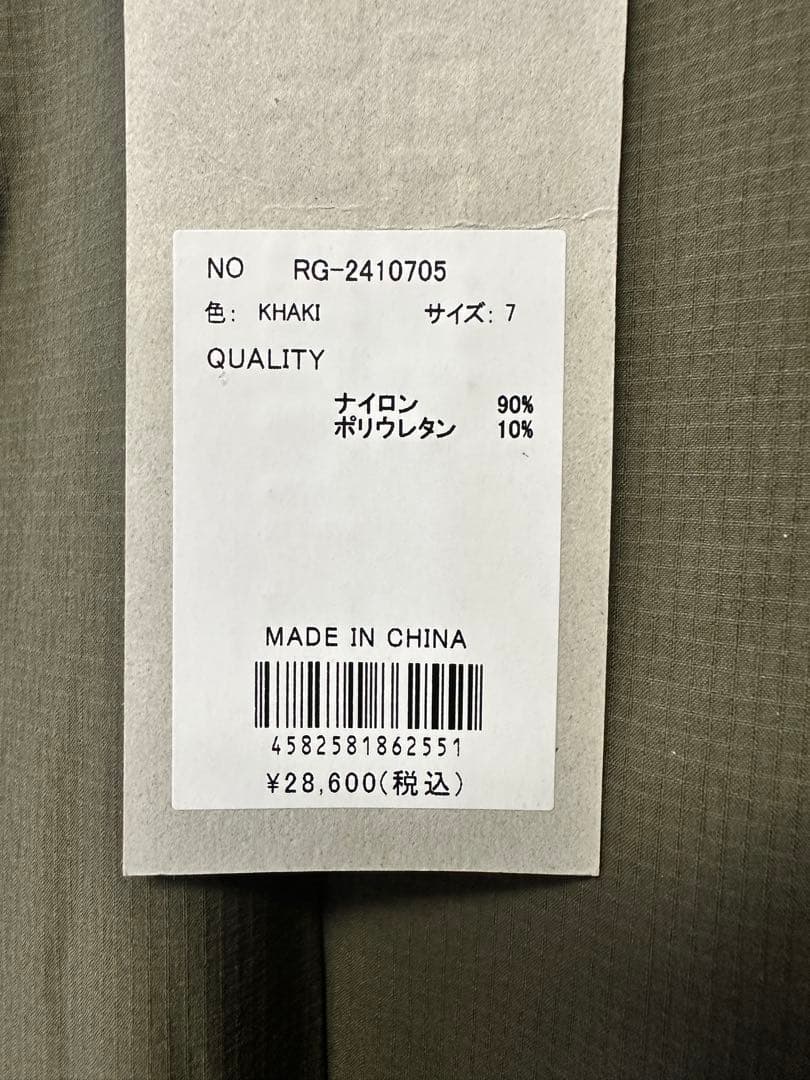 NO RG-2410705
色: KHAKI サイズ: 7
QUALITY
ナイロン 90%
ポリウレタン 10%
MADE IN CHINA
4582581862551
¥28,600(税込)